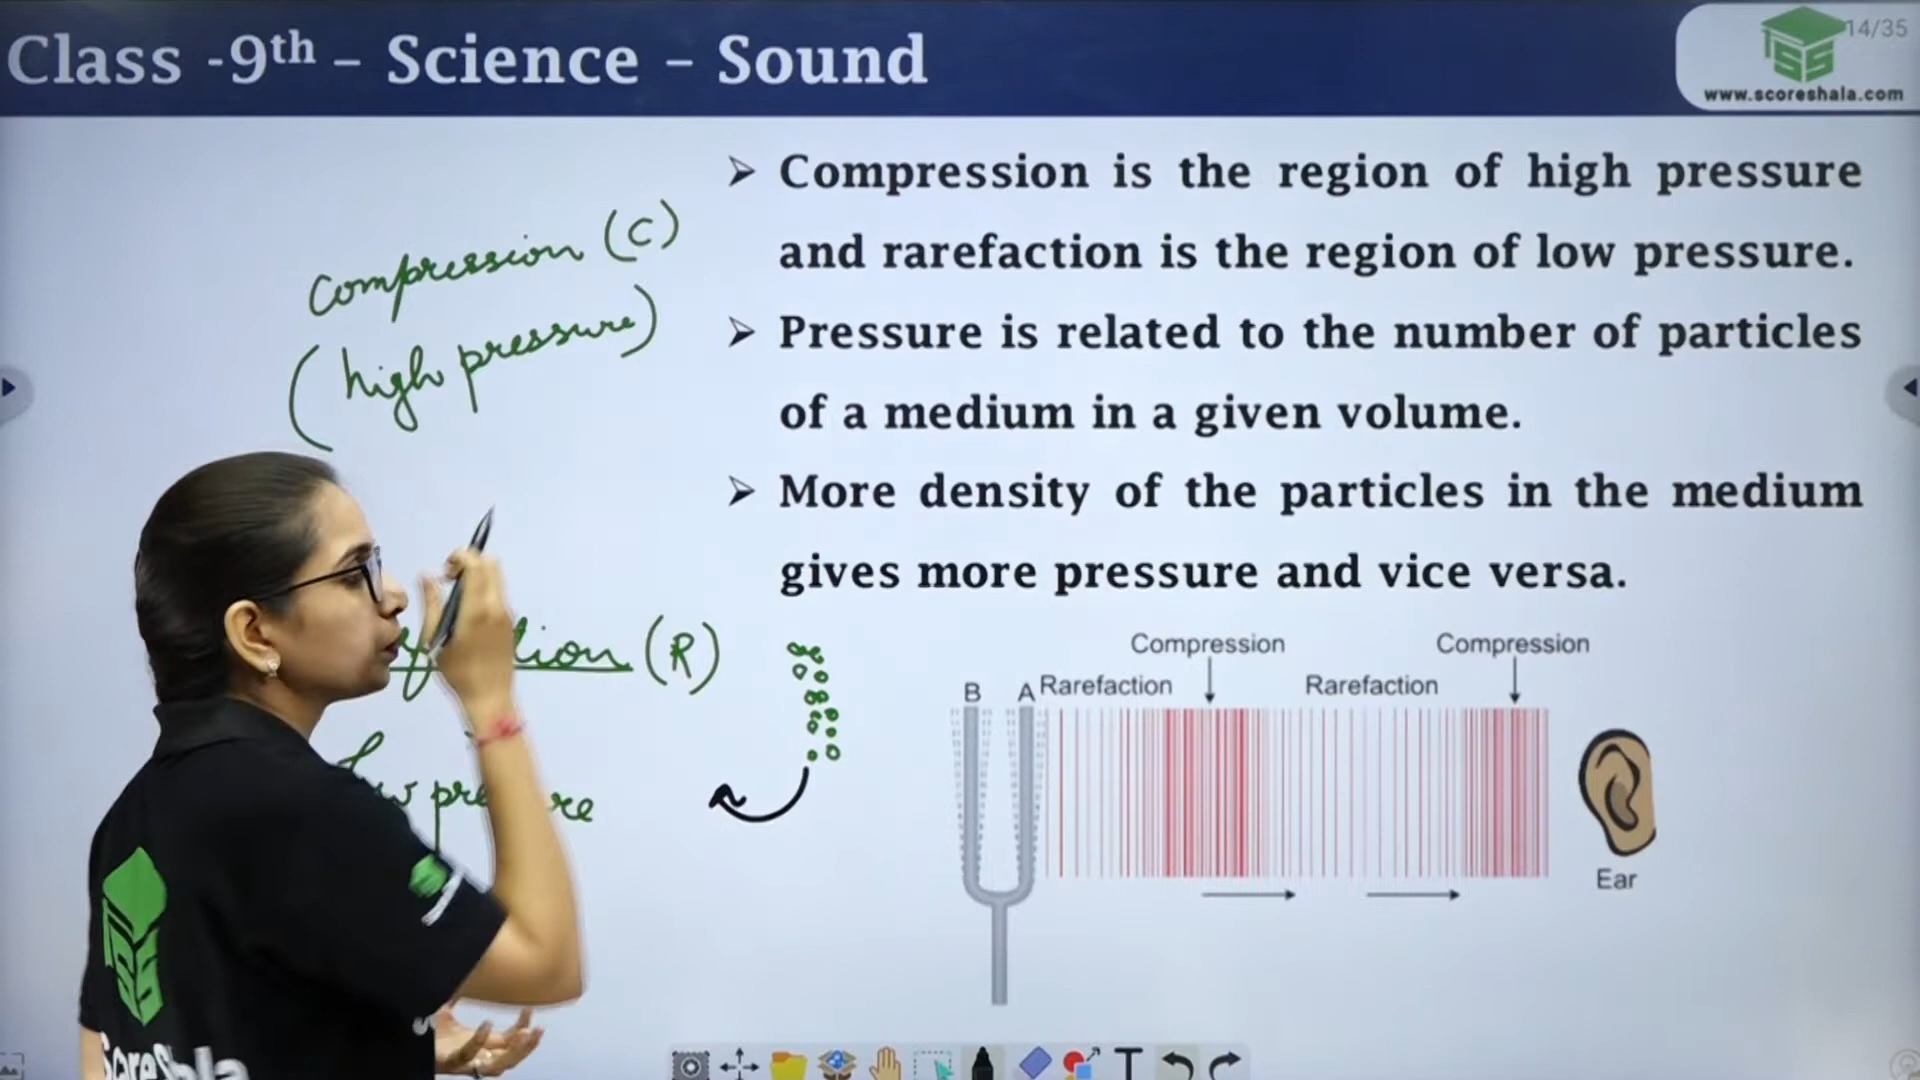 Class -9th – Science – Sound
14/35
www.scoreshala.com
➢ Compression is the region of high pressure
and rarefaction is the region of low pressure.
➢ Pressure is related to the number of particles
of a medium in a given volume.
➢ More density of the particles in the medium
gives more pressure and vice versa.
compression (C)
(high pressure)
(R)
Compression
Compression
B
A
Rarefaction
Rarefaction
Ear